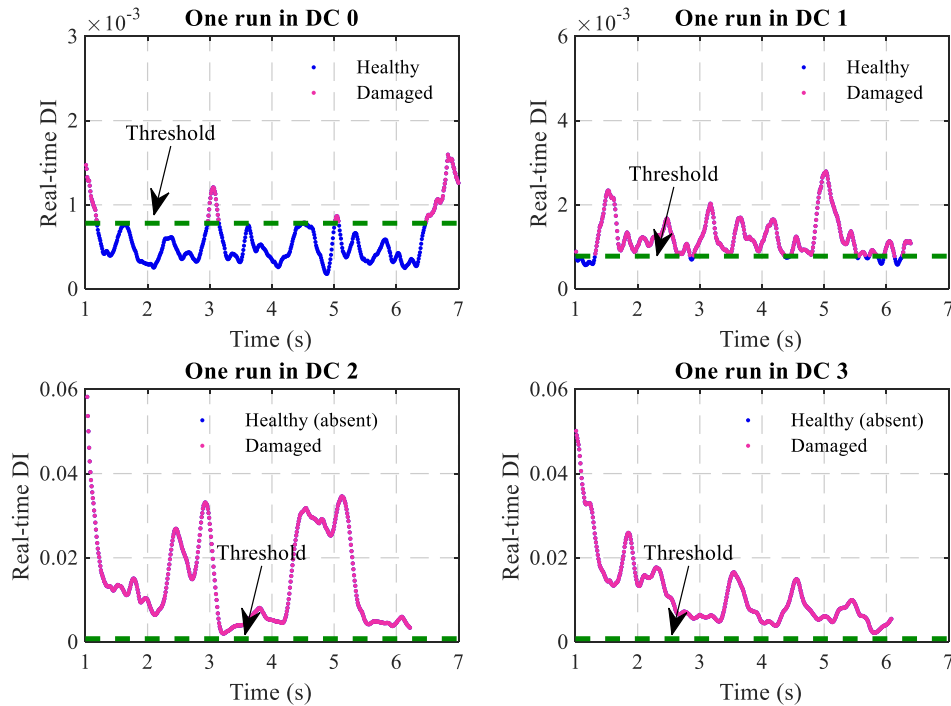 One run in DC 0
× 10⁻³
3
2
1
0
Real-time DI
Healthy
Damaged
Threshold
1 2 3 4 5 6 7
Time (s)
One run in DC 1
× 10⁻³
6
4
2
0
Real-time DI
Healthy
Damaged
Threshold
1 2 3 4 5 6 7
Time (s)
One run in DC 2
0.06
0.04
0.02
0
Real-time DI
Healthy (absent)
Damaged
Threshold
1 2 3 4 5 6 7
Time (s)
One run in DC 3
0.06
0.04
0.02
0
Real-time DI
Healthy (absent)
Damaged
Threshold
1 2 3 4 5 6 7
Time (s)